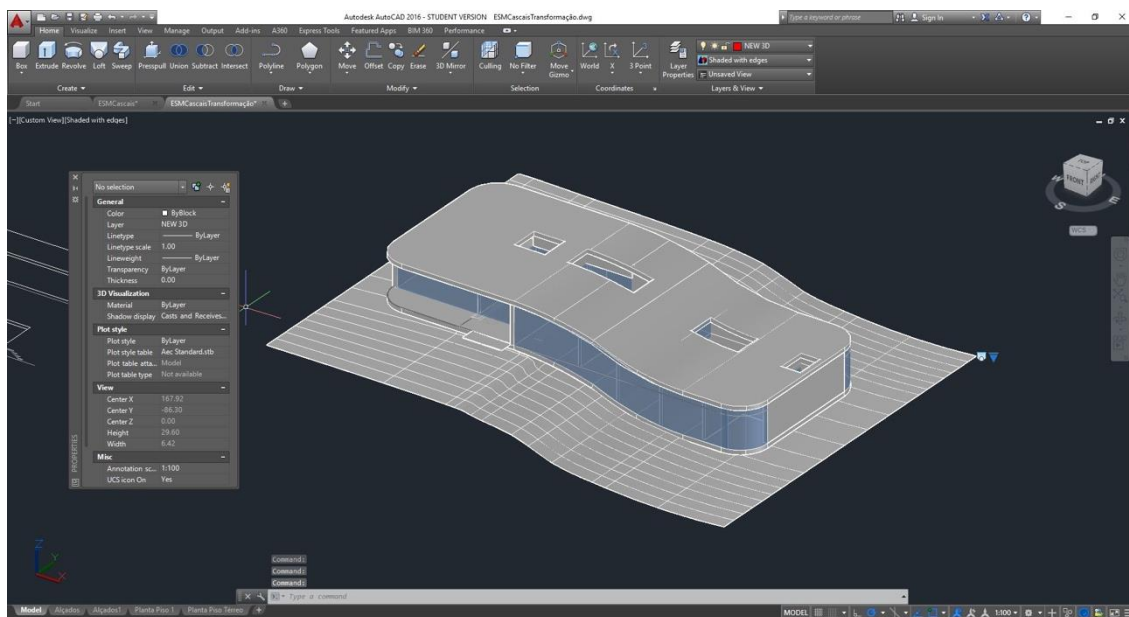 Autodesk AutoCAD 2016 - STUDENT VERSION ESMCascaisTransformação.dwg
Type a keyword or phrase
Sign In
Home Visualize Insert View Manage Output Add-ins A360 Express Tools Featured Apps BIM 360 Performance
NEW 3D
Shaded with edges
Unsaved View
Box Extrude Revolve Loft Sweep Presspull Union Subtract Intersect Polyline Polygon Move Offset Copy Erase 3D Mirror Culling No Filter Move Gizmo World X 3 Point Layer Properties
Create Edit Draw Modify Selection Coordinates Layers & View
Start ESMCascais* ESMCascaisTransformação*
[−][Custom View][Shaded with edges]
TOP
FRONT
S
E
WCS
No selection
General
Color ByBlock
Layer NEW 3D
Linetype ByLayer
Linetype scale 1.00
Lineweight ByLayer
Transparency ByLayer
Thickness 0.00
3D Visualization
Material ByLayer
Shadow display Casts and Receives...
Plot style
Plot style ByLayer
Plot style table Aec Standard.stb
Plot table atta... Model
Plot table type Not available
View
Center X 167.92
Center Y -86.30
Center Z 0.00
Height 29.60
Width 6.42
Misc
Annotation sc... 1:100
UCS icon On Yes
PROPERTIES
Z
Y
X
Command:
Command:
Command:
Type a command
Model Alçados Alçados1 Planta Piso 1 Planta Piso Térreo
MODEL 1:100